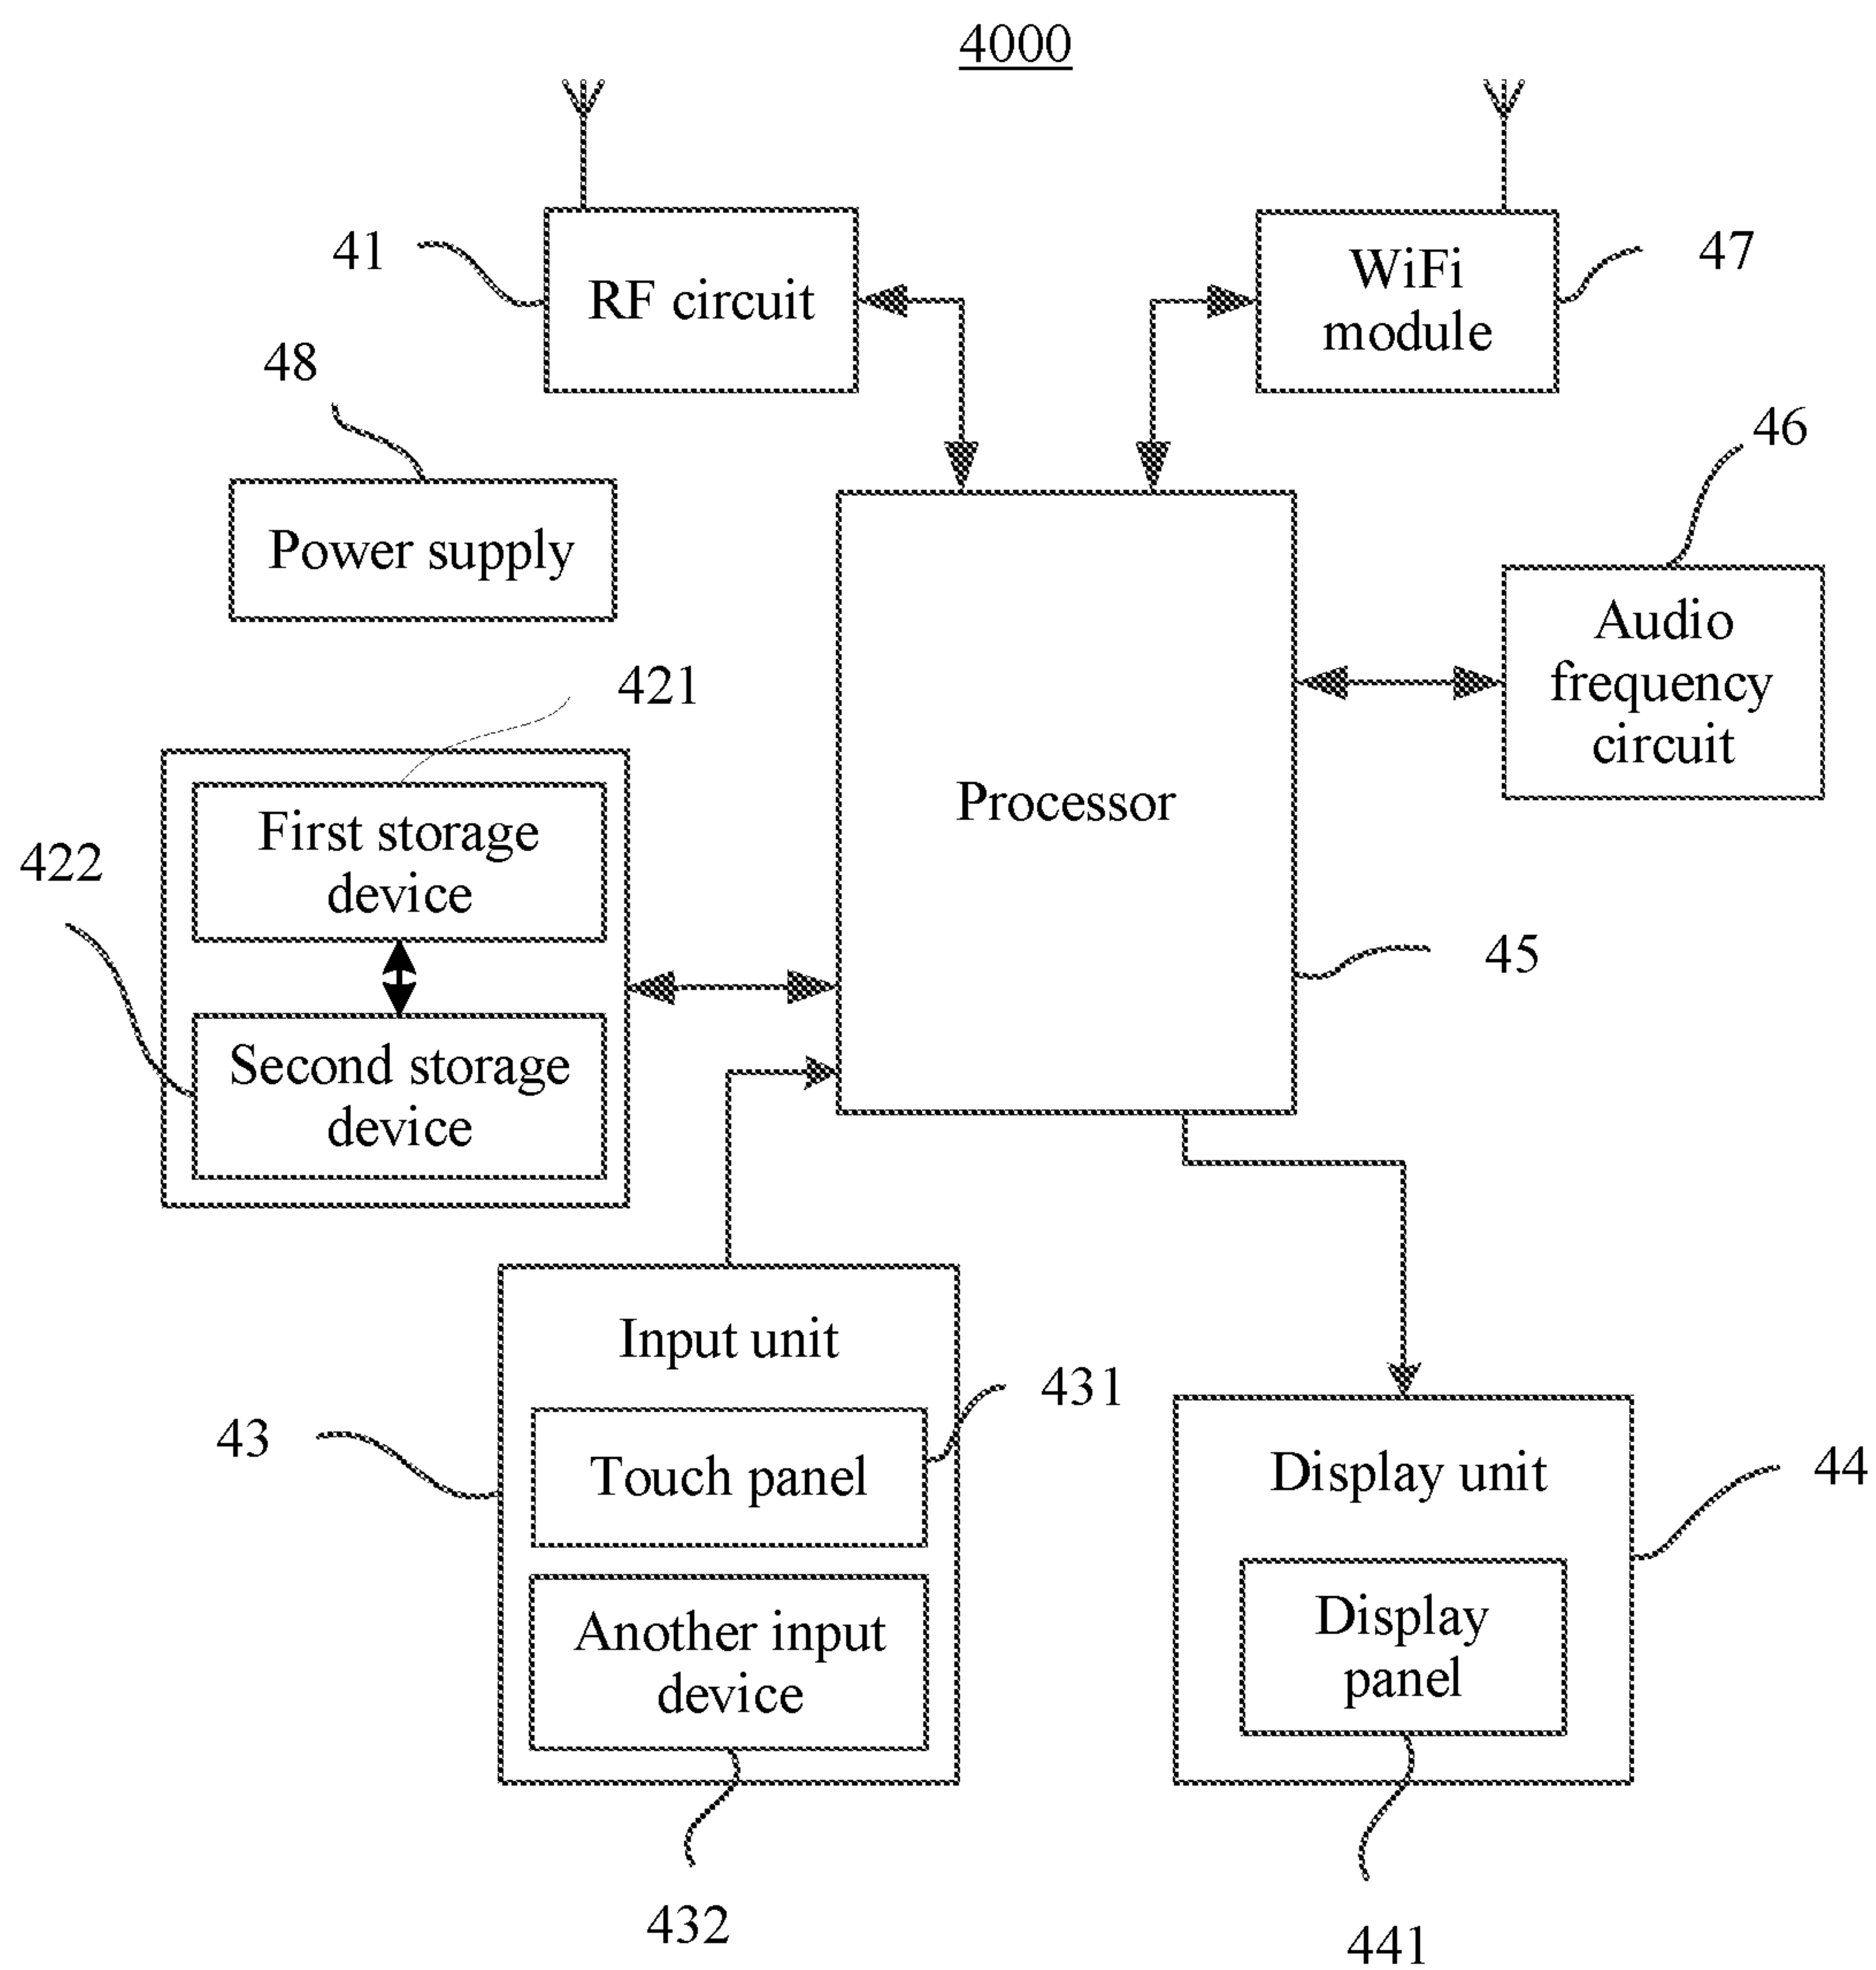 4000
41
RF circuit
WiFi
module
47
48
Power supply
46
Audio
frequency
circuit
421
First storage
device
422
Second storage
device
Processor
45
Input unit
431
43
Touch panel
Another input
device
432
Display unit
44
Display
panel
441